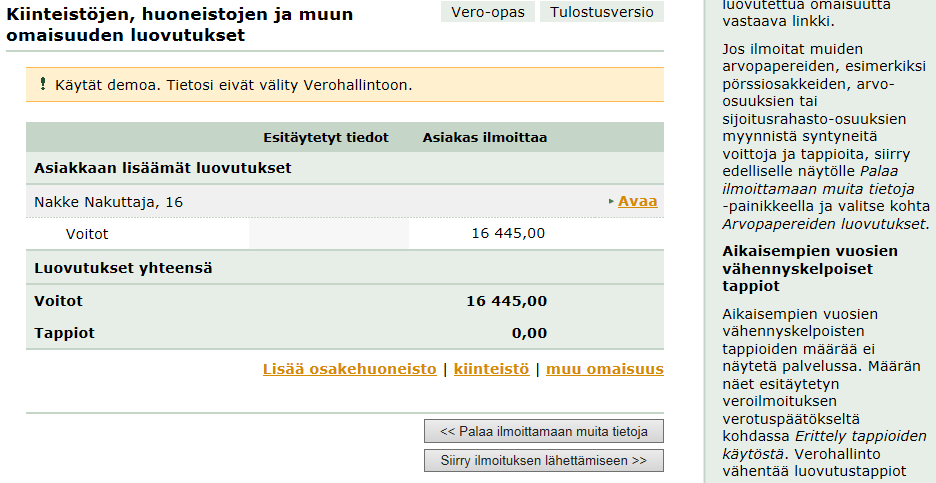 Kiinteistöjen, huoneistojen ja muun
omaisuuden luovutukset
Vero-opas
Tulostusversio
! Käytät demoa. Tietosi eivät välity Verohallintoon.
Esitäytetyt tiedot Asiakas ilmoittaa
Asiakkaan lisäämät luovutukset
Nakke Nakuttaja, 16 Avaa
Voitot 16 445,00
Luovutukset yhteensä
Voitot 16 445,00
Tappiot 0,00
Lisää osakehuoneisto | kiinteistö | muu omaisuus
<< Palaa ilmoittamaan muita tietoja
Siirry ilmoituksen lähettämiseen >>
luovutettua omaisuutta
vastaava linkki.
Jos ilmoitat muiden
arvopapereiden, esimerkiksi
pörssiosakkeiden, arvo-
osuuksien tai
sijoitusrahasto-osuuksien
myynnistä syntyneitä
voittoja ja tappioita, siirry
edelliselle näytölle Palaa
ilmoittamaan muita tietoja
-painikkeella ja valitse kohta
Arvopapereiden luovutukset.
Aikaisempien vuosien
vähennyskelpoiset
tappiot
Aikaisempien vuosien
vähennyskelpoisten
tappioiden määrää ei
näytetä palvelussa. Määrän
näet esitäytetyn
veroilmoituksen
verotuspäätökseltä
kohdassa Erittely tappioiden
käytöstä. Verohallinto
vähentää luovutustappiot